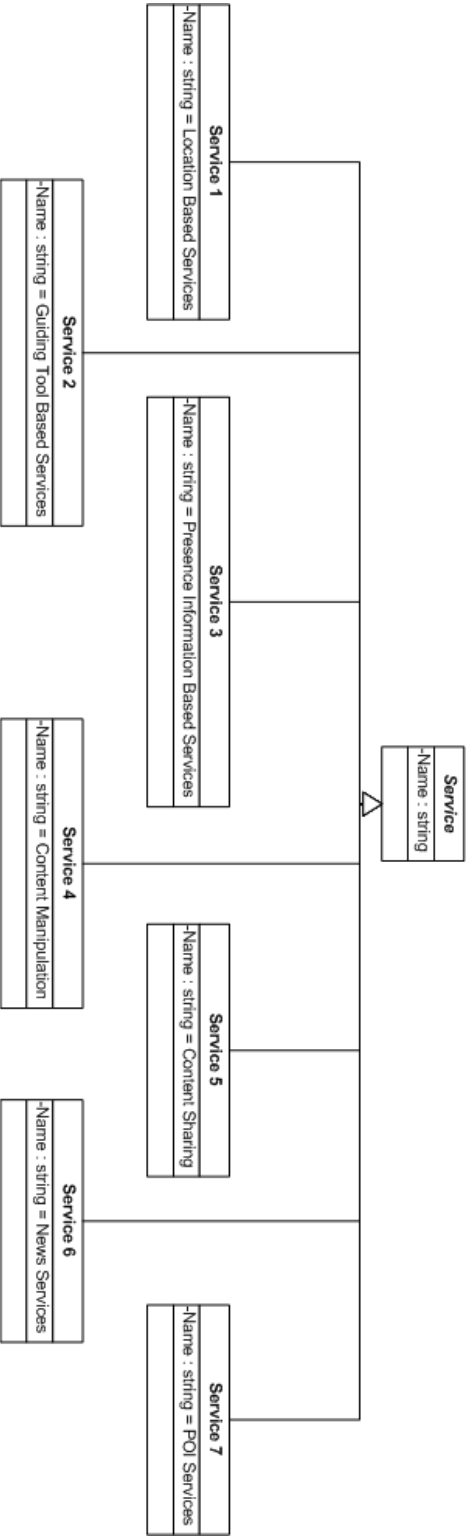 Service
-Name : string
Service 1
-Name : string = Location Based Services
Service 3
-Name : string = Presence Information Based Services
Service 5
-Name : string = Content Sharing
Service 7
-Name : string = POI Services
Service 2
-Name : string = Guiding Tool Based Services
Service 4
-Name : string = Content Manipulation
Service 6
-Name : string = News Services